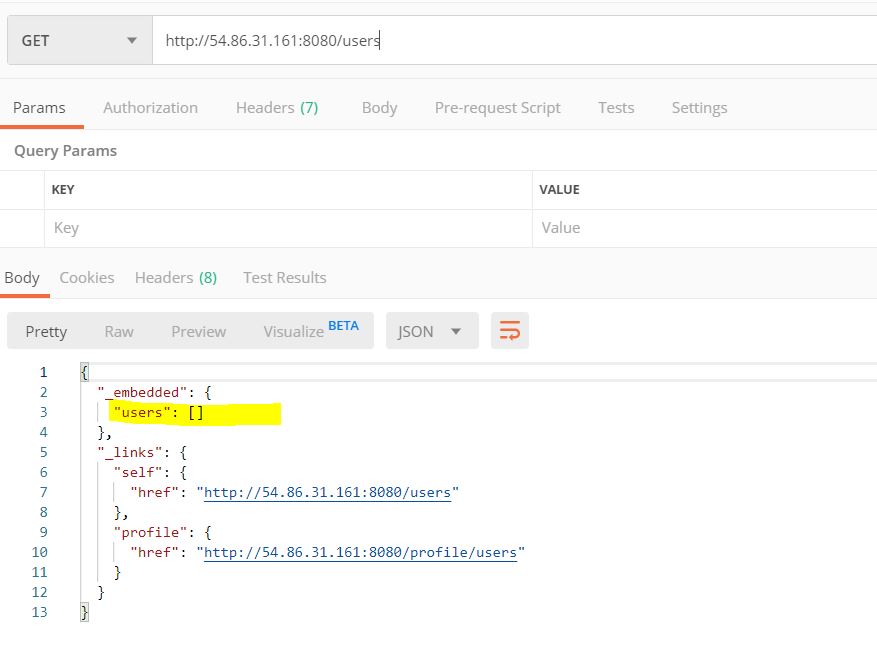 GET http://54.86.31.161:8080/users
Params Authorization Headers (7) Body Pre-request Script Tests Settings
Query Params
KEY VALUE
Key Value
Body Cookies Headers (8) Test Results
Pretty Raw Preview Visualize BETA JSON
1 {
2 "_embedded": {
3 "users": []
4 },
5 "_links": {
6 "self": {
7 "href": "http://54.86.31.161:8080/users"
8 },
9 "profile": {
10 "href": "http://54.86.31.161:8080/profile/users"
11 }
12 }
13 }